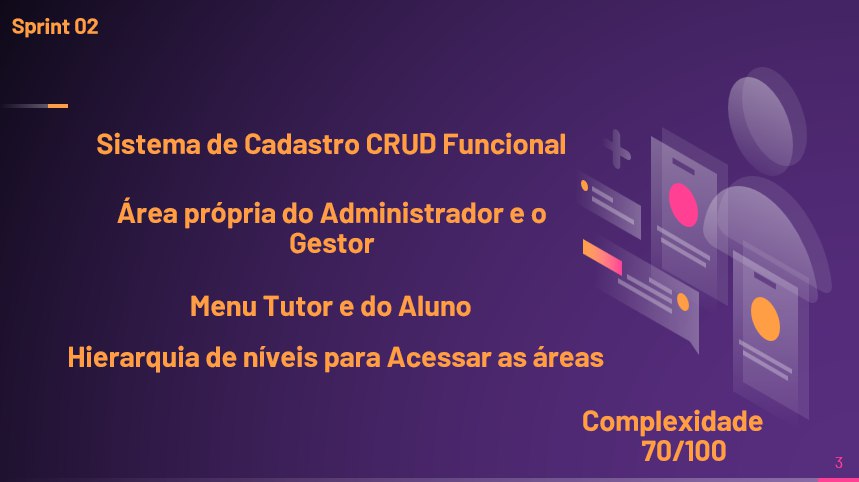 Sprint 02
Sistema de Cadastro CRUD Funcional
Área própria do Administrador e o
Gestor
Menu Tutor e do Aluno
Hierarquia de níveis para Acessar as áreas
Complexidade
70/100
3